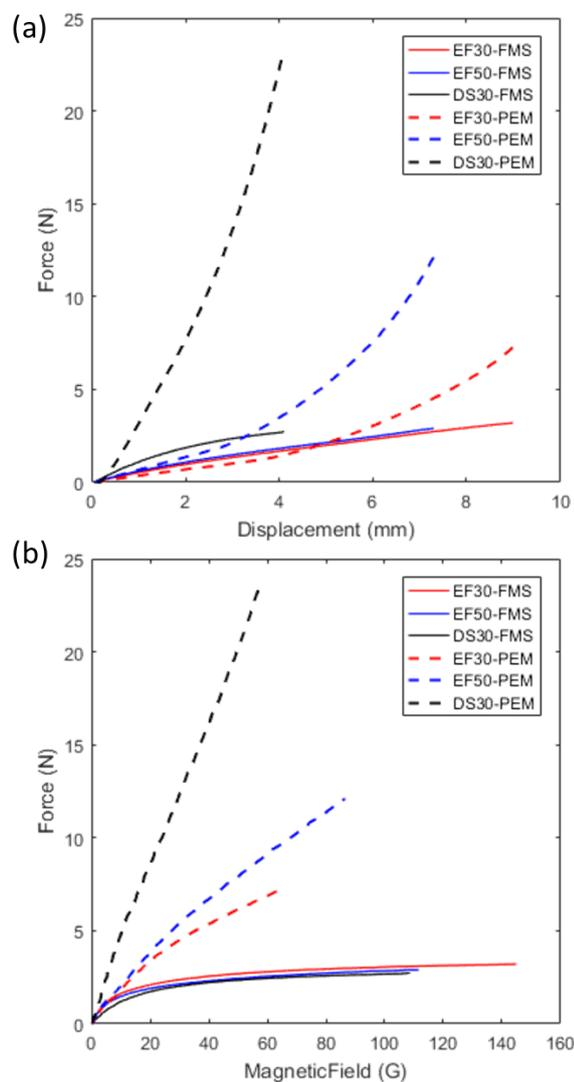 (a)
25
20
15
10
5
0
Force (N)
EF30-FMS
EF50-FMS
DS30-FMS
EF30-PEM
EF50-PEM
DS30-PEM
0 2 4 6 8 10
Displacement (mm)
(b)
25
20
15
10
5
0
Force (N)
EF30-FMS
EF50-FMS
DS30-FMS
EF30-PEM
EF50-PEM
DS30-PEM
0 20 40 60 80 100 120 140 160
MagneticField (G)